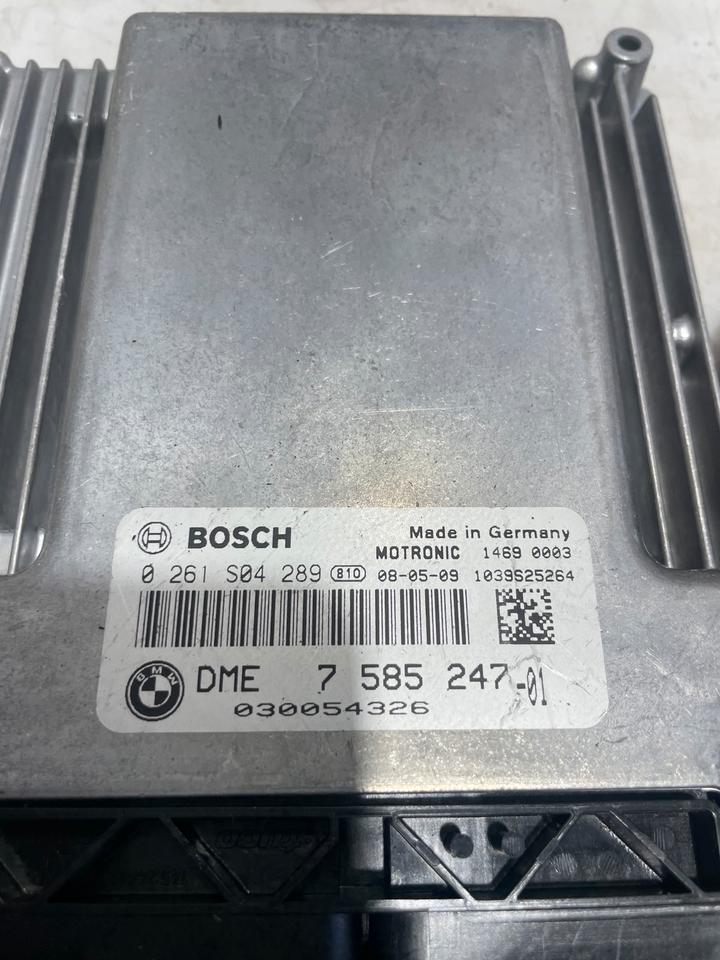 BOSCH Made in Germany
MOTRONIC 1469 0003
0 261 S04 289 810 08-05-09 1039S25264
BMW DME 7 585 247-01
030054326